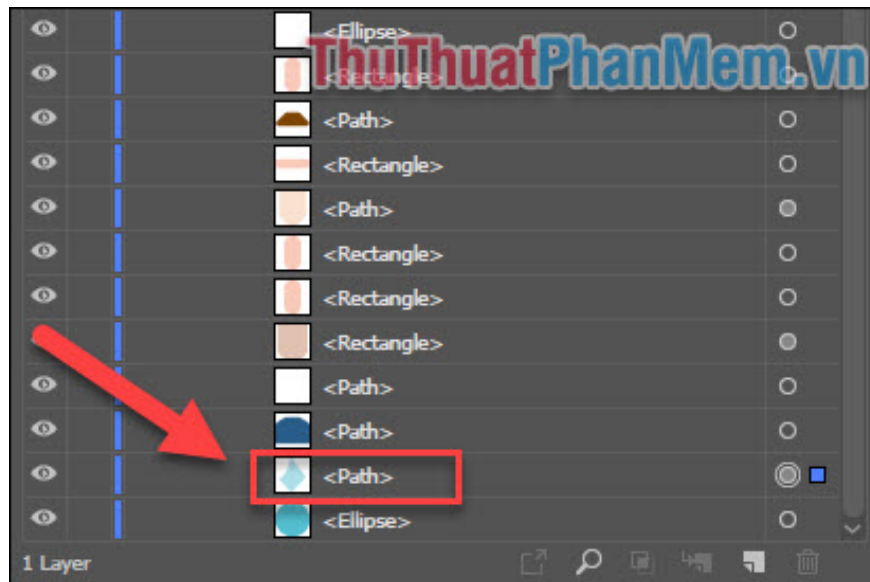 <Ellipse>
ThuThuatPhanMem.vn
<Rectangle>
<Path>
<Rectangle>
<Path>
<Rectangle>
<Rectangle>
<Rectangle>
<Path>
<Path>
<Path>
<Ellipse>
1 Layer